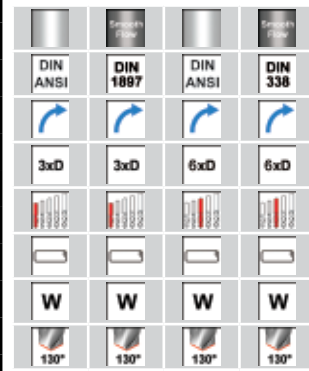 Smooth Flow Smooth Flow
DIN ANSI DIN 1897 DIN ANSI DIN 338
3xD 3xD 6xD 6xD
W W W W
130° 130° 130° 130°